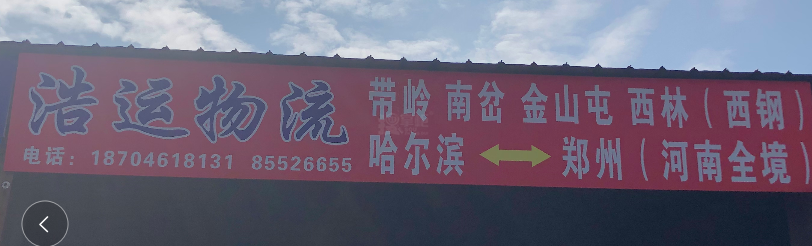 浩运物流
电话：18704618131 85526655
带岭 南岔 金山屯 西林（西钢）
哈尔滨 郑州（河南全境）